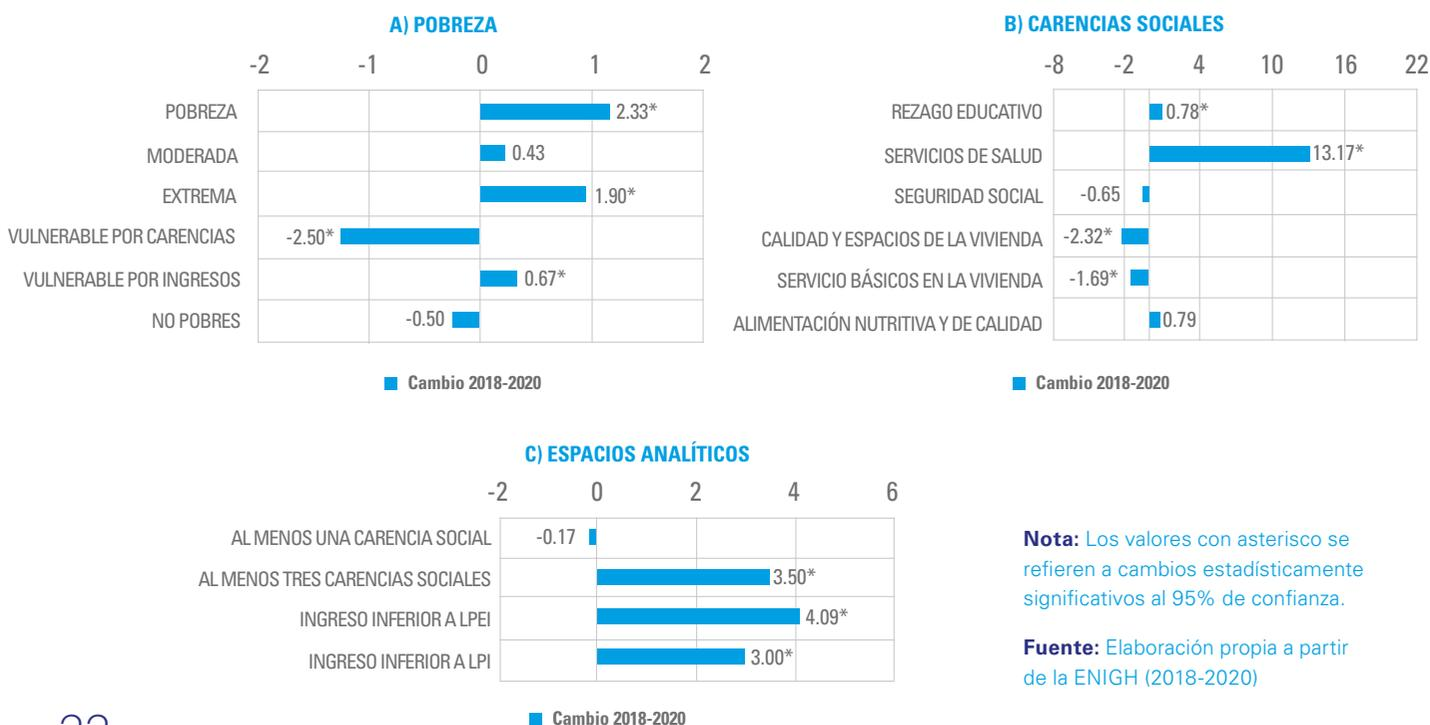 A) POBREZA
-2 -1 0 1 2
POBREZA 2.33*
MODERADA 0.43
EXTREMA 1.90*
VULNERABLE POR CARENCIAS -2.50*
VULNERABLE POR INGRESOS 0.67*
NO POBRES -0.50
Cambio 2018-2020
B) CARENCIAS SOCIALES
-8 -2 4 10 16 22
REZAGO EDUCATIVO 0.78*
SERVICIOS DE SALUD 13.17*
SEGURIDAD SOCIAL -0.65
CALIDAD Y ESPACIOS DE LA VIVIENDA -2.32*
SERVICIO BÁSICOS EN LA VIVIENDA -1.69*
ALIMENTACIÓN NUTRITIVA Y DE CALIDAD 0.79
Cambio 2018-2020
C) ESPACIOS ANALÍTICOS
-2 0 2 4 6
AL MENOS UNA CARENCIA SOCIAL -0.17
AL MENOS TRES CARENCIAS SOCIALES 3.50*
INGRESO INFERIOR A LPEI 4.09*
INGRESO INFERIOR A LPI 3.00*
Cambio 2018-2020
Nota: Los valores con asterisco se
refieren a cambios estadísticamente
significativos al 95% de confianza.
Fuente: Elaboración propia a partir
de la ENIGH (2018-2020)